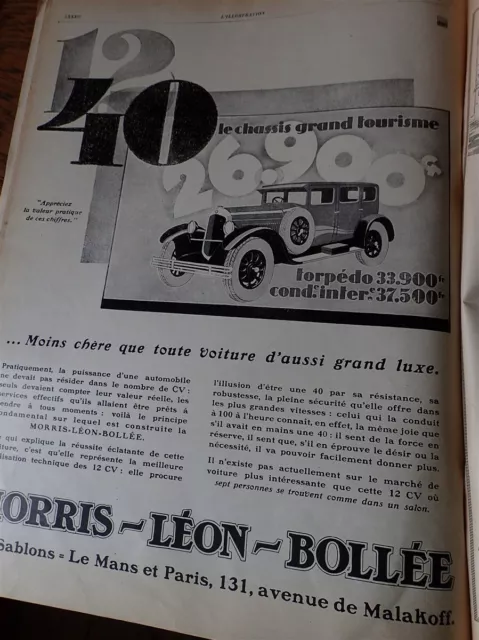 L'ILLUSTRATION
12
40
le chassis grand tourisme
26.900 fr
"Appréciez
la valeur pratique
de ces chiffres."
torpédo 33.900 fr
cond.te inter.re 37.500 fr
... Moins chère que toute voiture d'aussi grand luxe.
Pratiquement, la puissance d'une automobile
ne devait pas résider dans le nombre de CV :
seuls devaient compter leur valeur réelle, les
services effectifs qu'ils allaient être prêts à
rendre à tous moments : voilà le principe
fondamental sur lequel est construite la
MORRIS-LÉON-BOLLÉE.
qui explique la réussite éclatante de cette
voiture, c'est qu'elle représente la meilleure
réalisation technique des 12 CV : elle procure
l'illusion d'être une 40 par sa résistance, sa
robustesse, la pleine sécurité qu'elle offre dans
les plus grandes vitesses : celui qui la conduit
à 100 à l'heure connaît, en effet, la même joie que
s'il avait en mains une 40 : il sent de la force en
réserve, il sent que, s'il en éprouve le désir ou la
nécessité, il va pouvoir facilement donner plus.
Il n'existe pas actuellement sur le marché de
voiture plus intéressante que cette 12 CV où
sept personnes se trouvent comme dans un salon.
MORRIS ~ LÉON ~ BOLLÉE
Sablons = Le Mans et Paris, 131, avenue de Malakoff.